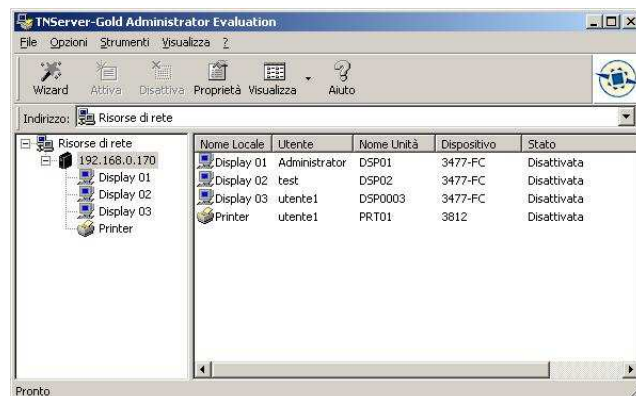 TNServer-Gold Administrator Evaluation
File Opzioni Strumenti Visualizza ?
Wizard Attiva Disattiva Proprietà Visualizza Aiuto
Indirizzo: Risorse di rete
Risorse di rete
192.168.0.170
Display 01
Display 02
Display 03
Printer
Nome Locale Utente Nome Unità Dispositivo Stato
Display 01 Administrator DSP01 3477-FC Disattivata
Display 02 test DSP02 3477-FC Disattivata
Display 03 utente1 DSP0003 3477-FC Disattivata
Printer utente1 PRT01 3812 Disattivata
Pronto